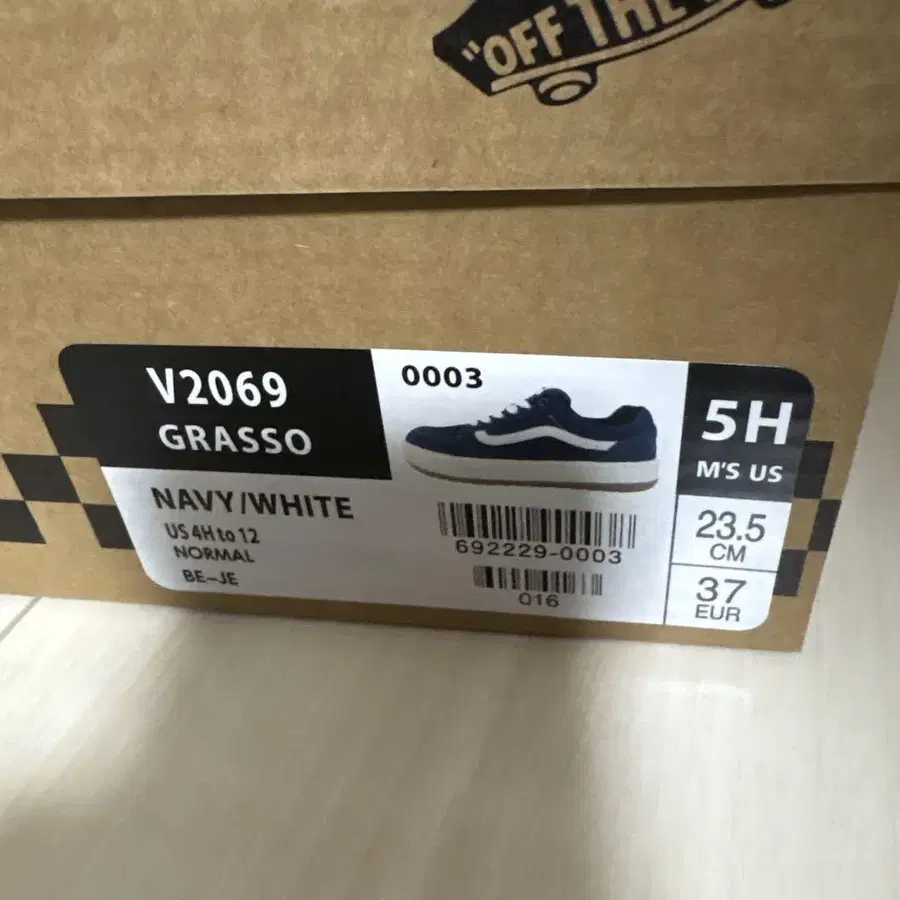 "OFF THE
V2069
GRASSO
0003
5H
M'S US
NAVY/WHITE
US 4H to 12
NORMAL
BE-JE
692229-0003
016
23.5
CM
37
EUR